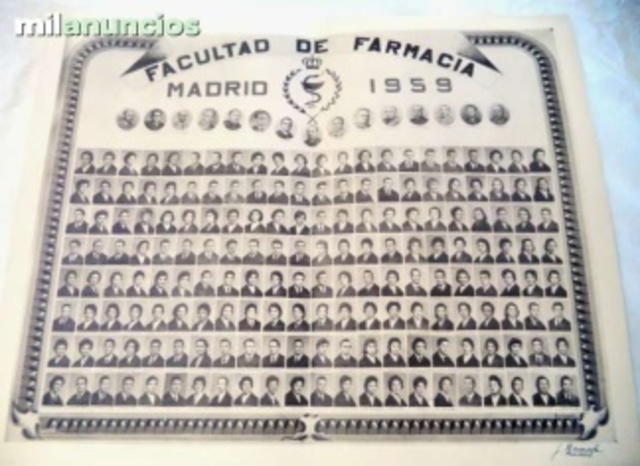 milanuncios
FACULTAD DE FARMACIA
MADRID 1959